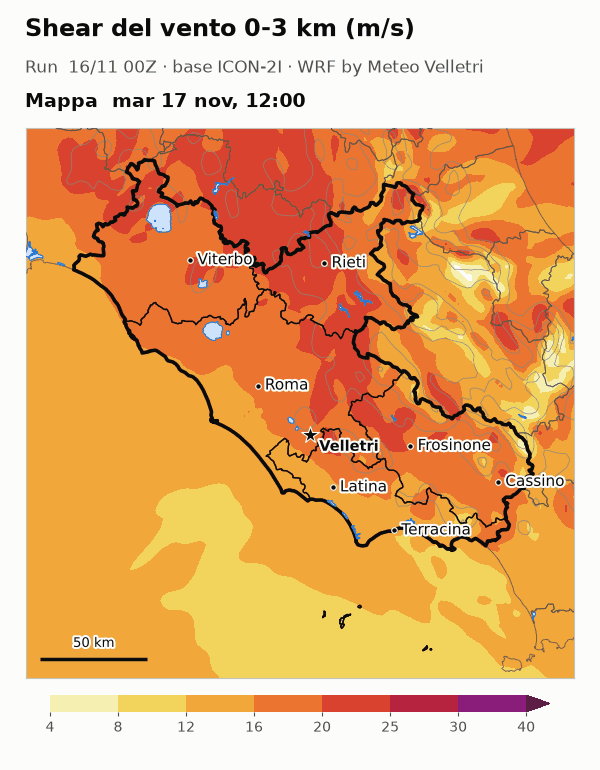 Shear del vento 0-3 km (m/s)
Run  16/11 00Z · base ICON-2I · WRF by Meteo Velletri
Mappa  mar 17 nov, 12:00
Viterbo
Rieti
Roma
Velletri
Frosinone
Cassino
Latina
Terracina
50 km
4 8 12 16 20 25 30 40